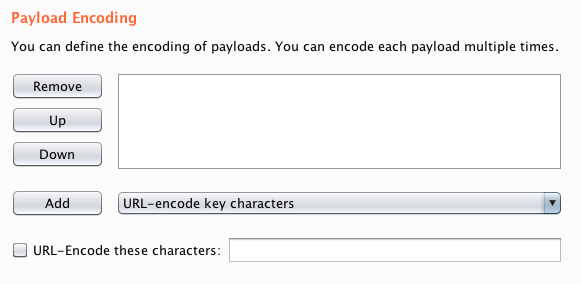 Payload Encoding
You can define the encoding of payloads. You can encode each payload multiple times.
Remove
Up
Down
Add
URL-encode key characters
URL-Encode these characters: